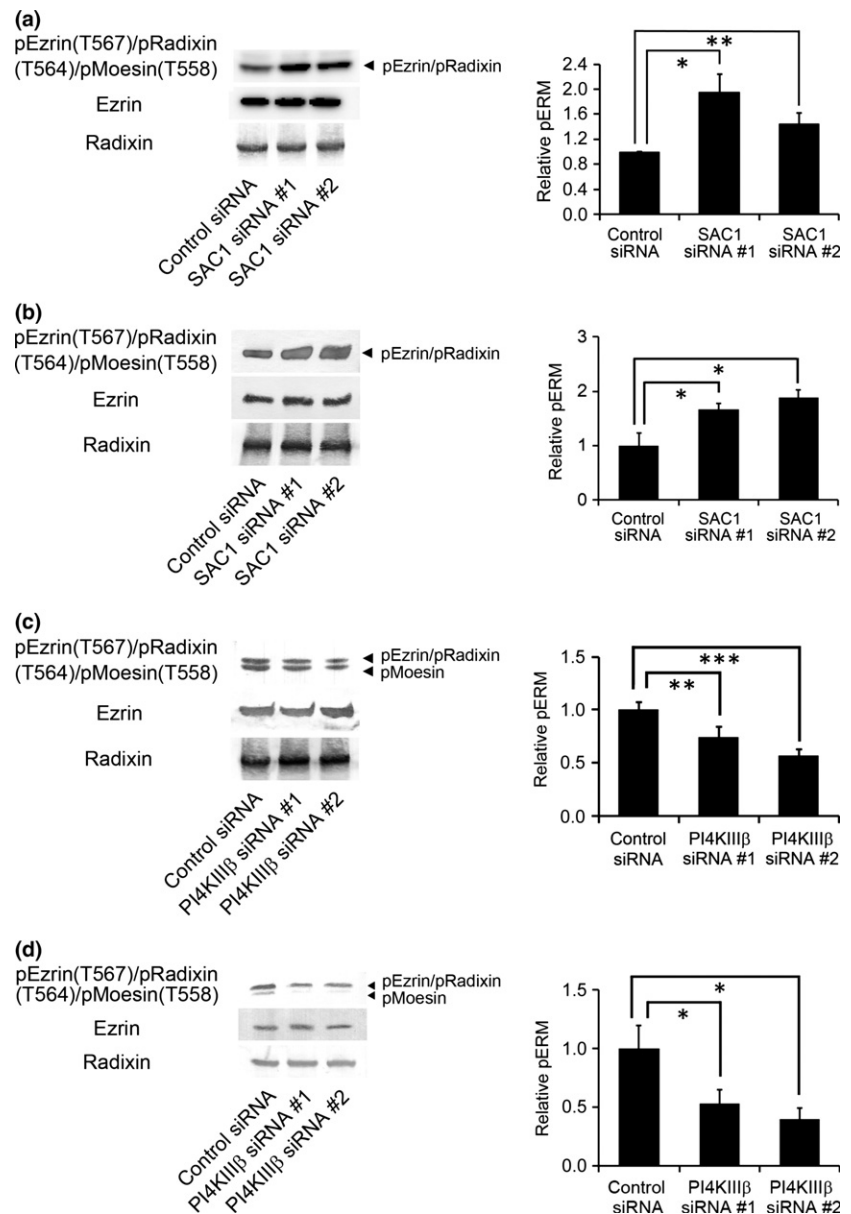 (a)
pEzrin(T567)/pRadixin
(T564)/pMoesin(T558)
pEzrin/pRadixin
Ezrin
Radixin
Control siRNA
SAC1 siRNA #1
SAC1 siRNA #2
Relative pERM
2.4
2.0
1.6
1.2
0.8
0.4
0.0
**
*
Control
siRNA
SAC1
siRNA #1
SAC1
siRNA #2
(b)
pEzrin(T567)/pRadixin
(T564)/pMoesin(T558)
pEzrin/pRadixin
Ezrin
Radixin
Control siRNA
SAC1 siRNA #1
SAC1 siRNA #2
Relative pERM
3
2
1
0
*
*
Control
siRNA
SAC1
siRNA #1
SAC1
siRNA #2
(c)
pEzrin(T567)/pRadixin
(T564)/pMoesin(T558)
pEzrin/pRadixin
pMoesin
Ezrin
Radixin
Control siRNA
PI4KIIIβ siRNA #1
PI4KIIIβ siRNA #2
Relative pERM
1.5
1.0
0.5
0.0
***
**
Control
siRNA
PI4KIIIβ
siRNA #1
PI4KIIIβ
siRNA #2
(d)
pEzrin(T567)/pRadixin
(T564)/pMoesin(T558)
pEzrin/pRadixin
pMoesin
Ezrin
Radixin
Control siRNA
PI4KIIIβ siRNA #1
PI4KIIIβ siRNA #2
Relative pERM
1.5
1.0
0.5
0.0
*
*
Control
siRNA
PI4KIIIβ
siRNA #1
PI4KIIIβ
siRNA #2